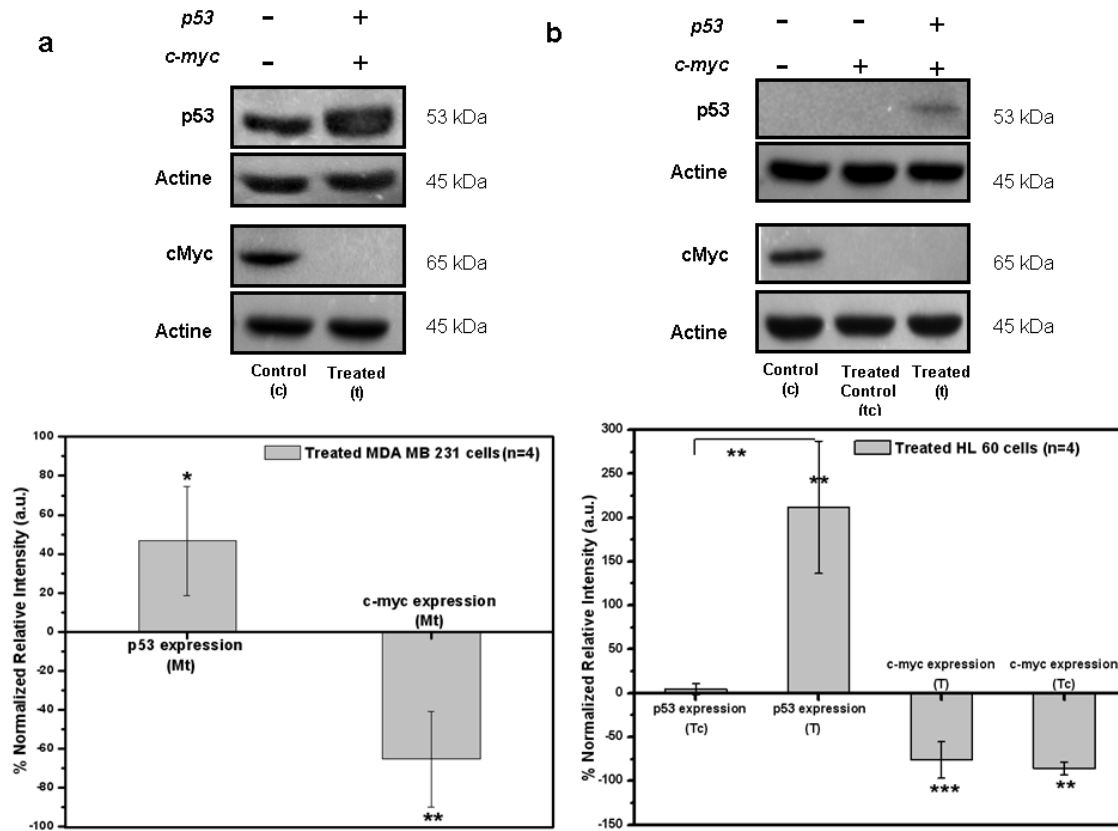 a
p53 - +
c-myc - +
p53 53 kDa
Actine 45 kDa
cMyc 65 kDa
Actine 45 kDa
Control (c)
Treated (t)
100
80
60
40
20
0
-20
-40
-60
-80
-100
% Normalized Relative Intensity (a.u.)
Treated MDA MB 231 cells (n=4)
*
p53 expression
(Mt)
c-myc expression
(Mt)
**
b
p53 +
c-myc - + +
p53 53 kDa
Actine 45 kDa
cMyc 65 kDa
Actine 45 kDa
Control (c)
Treated Control (tc)
Treated (t)
300
250
200
150
100
50
0
-50
-100
-150
% Normalized Relative Intensity (a.u.)
Treated HL 60 cells (n=4)
**
**
p53 expression
(Tc)
p53 expression
(T)
c-myc expression
(T)
c-myc expression
(Tc)
***
**